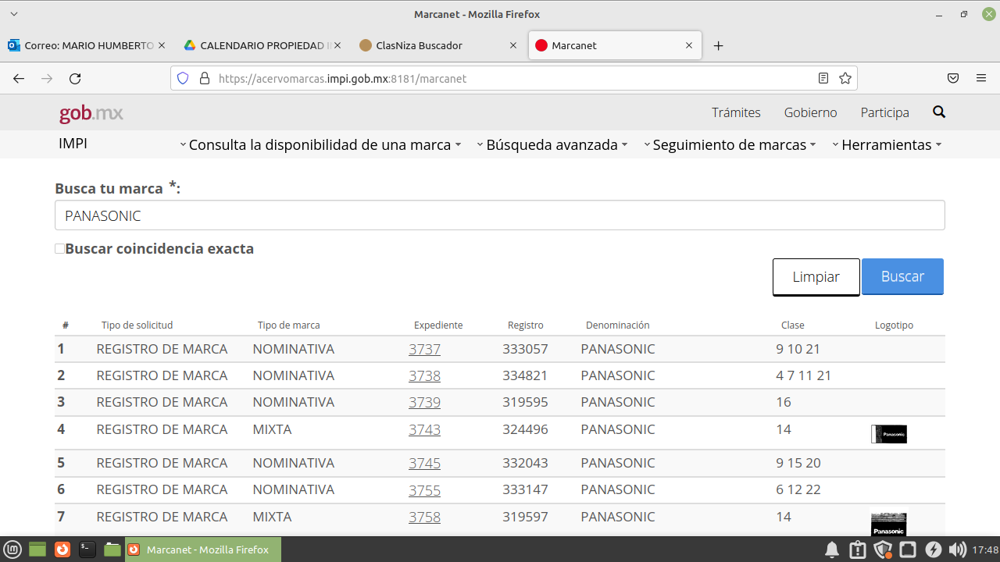 Marcanet - Mozilla Firefox
Correo: MARIO HUMBERTO
CALENDARIO PROPIEDAD
ClasNiza Buscador
Marcanet
https://acervomarcas.impi.gob.mx:8181/marcanet
gob.mx
Trámites Gobierno Participa
IMPI
Consulta la disponibilidad de una marca Búsqueda avanzada Seguimiento de marcas Herramientas
Busca tu marca *:
PANASONIC
Buscar coincidencia exacta
Limpiar Buscar
# Tipo de solicitud Tipo de marca Expediente Registro Denominación Clase Logotipo
1 REGISTRO DE MARCA NOMINATIVA 3737 333057 PANASONIC 9 10 21
2 REGISTRO DE MARCA NOMINATIVA 3738 334821 PANASONIC 4 7 11 21
3 REGISTRO DE MARCA NOMINATIVA 3739 319595 PANASONIC 16
4 REGISTRO DE MARCA MIXTA 3743 324496 PANASONIC 14 Panasonic
5 REGISTRO DE MARCA NOMINATIVA 3745 332043 PANASONIC 9 15 20
6 REGISTRO DE MARCA NOMINATIVA 3755 333147 PANASONIC 6 12 22
7 REGISTRO DE MARCA MIXTA 3758 319597 PANASONIC 14 Panasonic
Marcanet - Mozilla Firefox
17:48